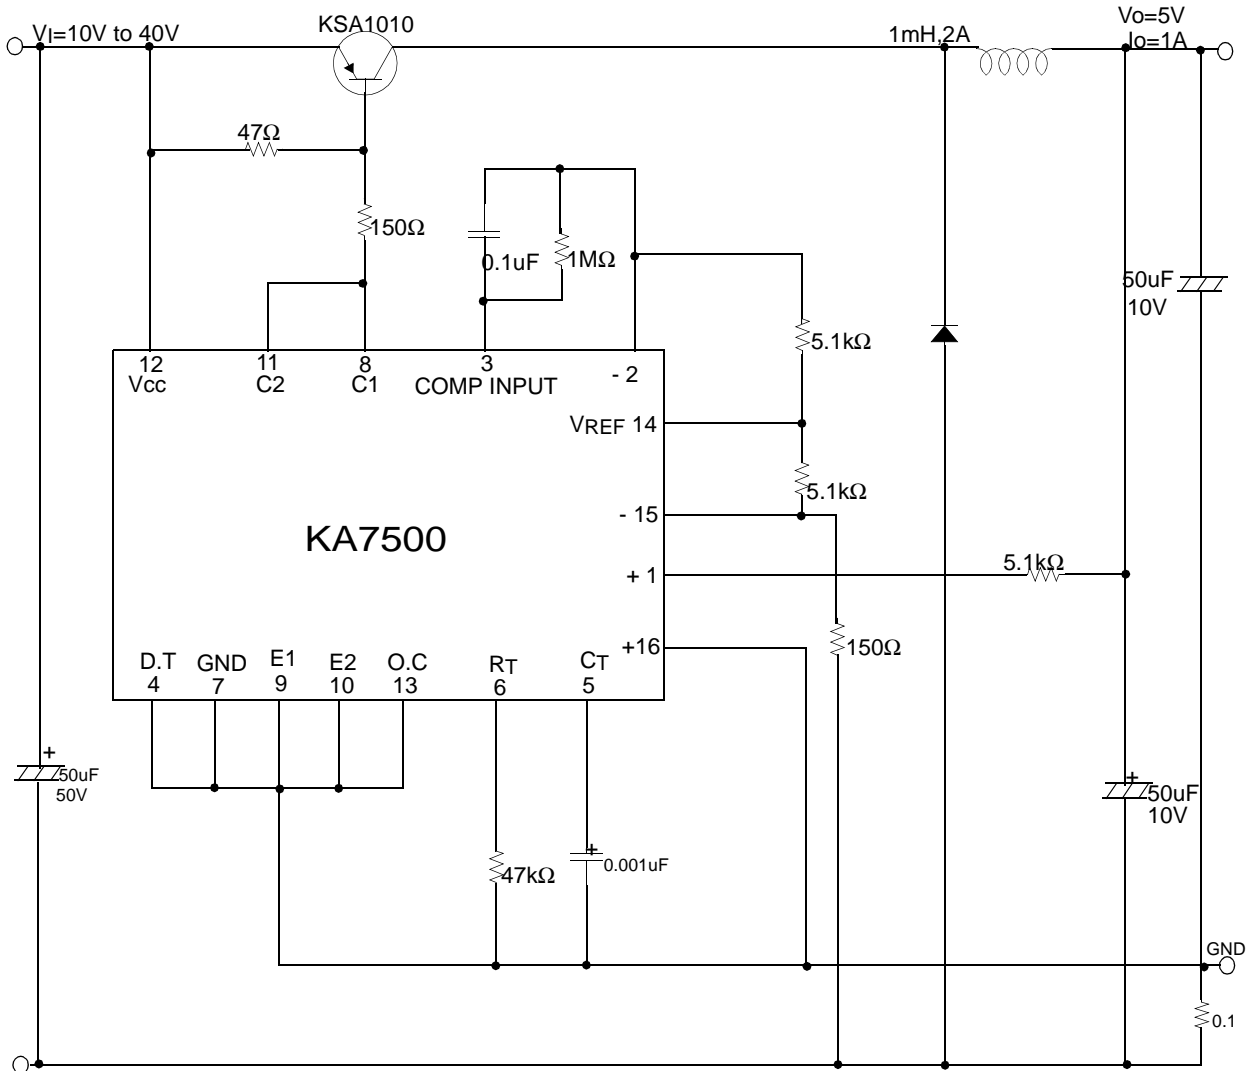 VI=10V to 40V
KSA1010
1mH,2A
Vo=5V
Io=1A
47Ω
150Ω
0.1uF
1MΩ
5.1kΩ
50uF
10V
12
Vcc
11
C2
8
C1
3
COMP INPUT
- 2
VREF 14
5.1kΩ
- 15
KA7500
+ 1
5.1kΩ
+16
150Ω
D.T
4
GND
7
E1
9
E2
10
O.C
13
RT
6
CT
5
+
50uF
50V
+
50uF
10V
47kΩ
+
0.001uF
GND
0.1